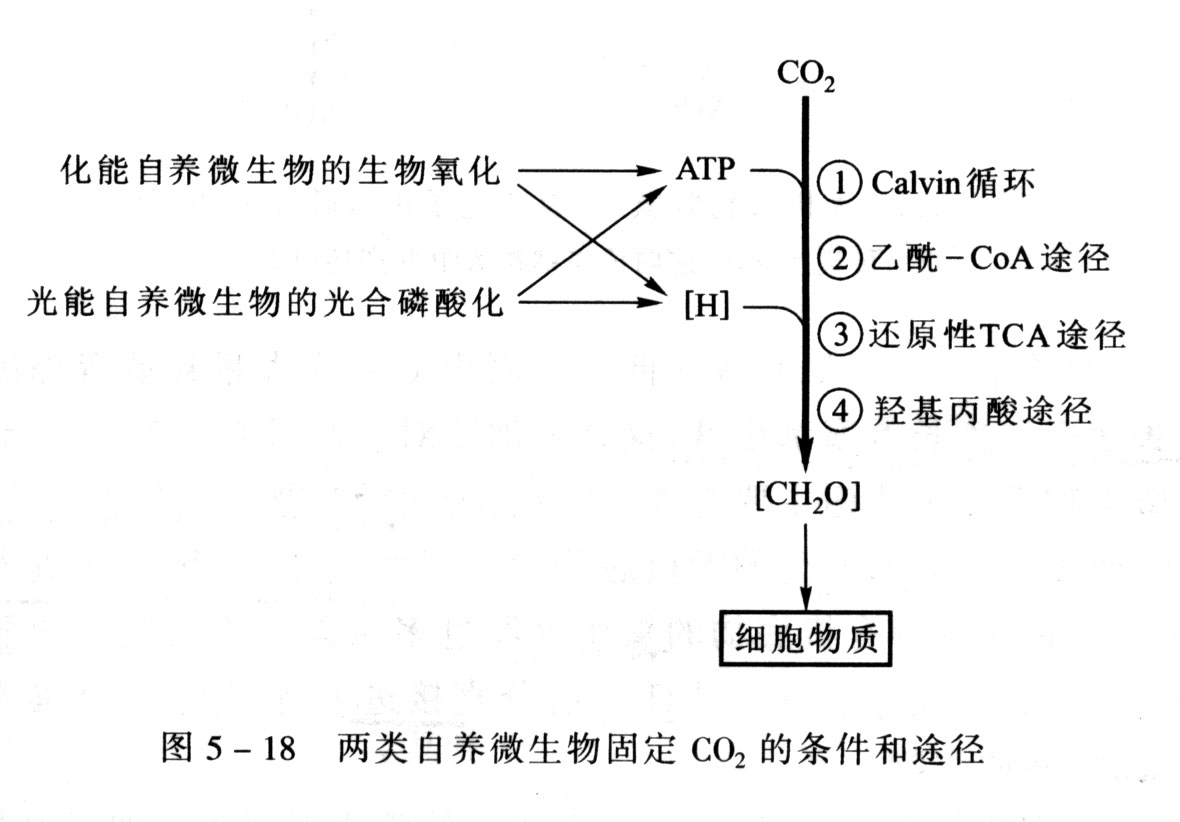 CO₂
化能自养微生物的生物氧化
ATP
① Calvin循环
② 乙酰-CoA途径
光能自养微生物的光合磷酸化
[H]
③ 还原性TCA途径
④ 羟基丙酸途径
[CH₂O]
细胞物质
图 5-18 两类自养微生物固定 CO₂ 的条件和途径